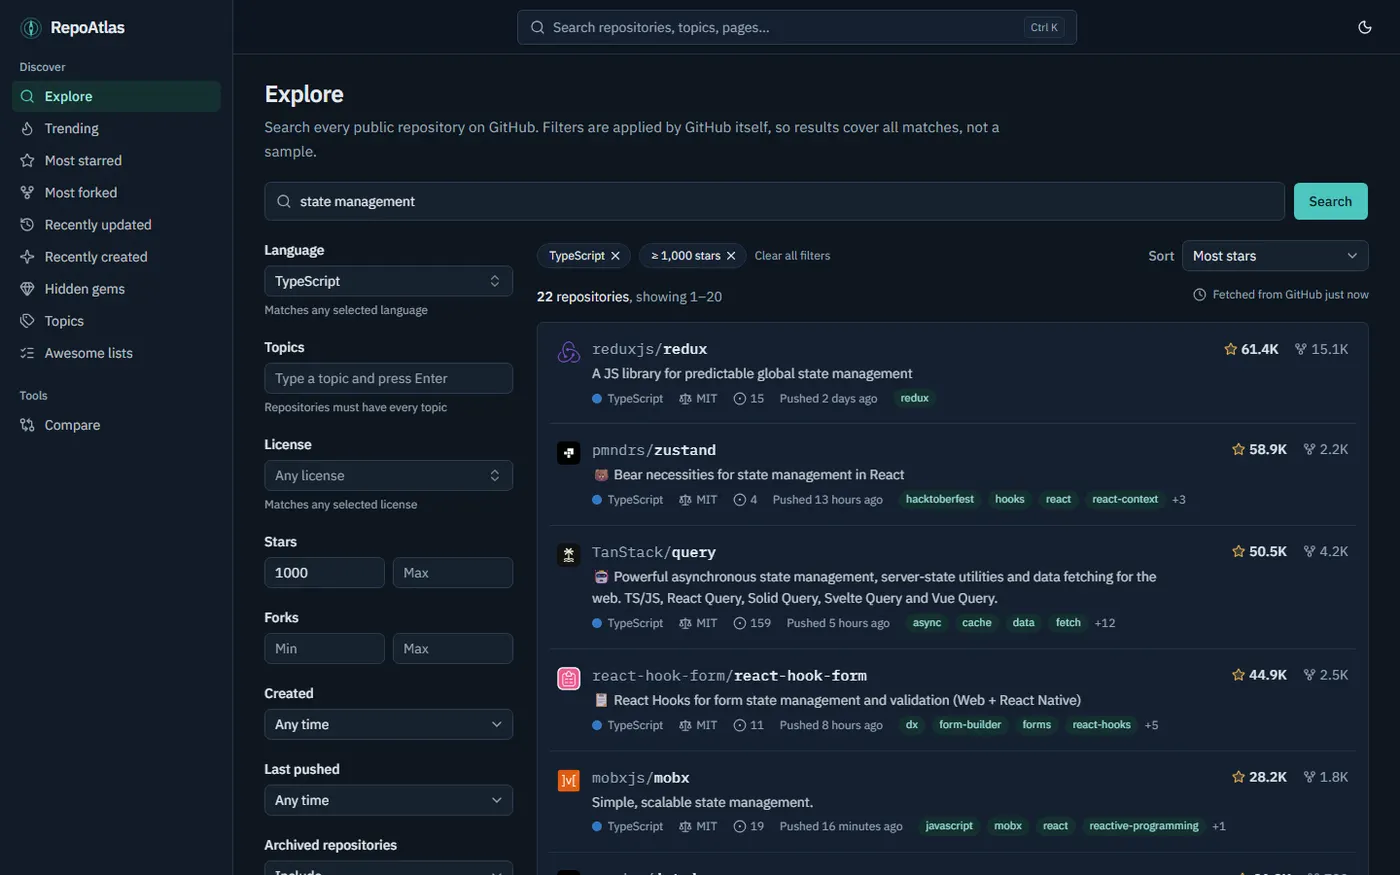 RepoAtlas
Search repositories, topics, pages...
Ctrl K
Discover
Explore
Trending
Most starred
Most forked
Recently updated
Recently created
Hidden gems
Topics
Awesome lists
Tools
Compare
Explore
Search every public repository on GitHub. Filters are applied by GitHub itself, so results cover all matches, not a
sample.
state management
Search
Language
TypeScript
Matches any selected language
Topics
Type a topic and press Enter
Repositories must have every topic
License
Any license
Matches any selected license
Stars
1000
Max
Forks
Min
Max
Created
Any time
Last pushed
Any time
Archived repositories
Include
TypeScript
≥ 1,000 stars
Clear all filters
Sort
Most stars
22 repositories, showing 1–20
Fetched from GitHub just now
reduxjs/redux
61.4K 15.1K
A JS library for predictable global state management
TypeScript MIT 15 Pushed 2 days ago redux
pmndrs/zustand
58.9K 2.2K
🐻 Bear necessities for state management in React
TypeScript MIT 4 Pushed 13 hours ago hacktoberfest hooks react react-context +3
TanStack/query
50.5K 4.2K
🤖 Powerful asynchronous state management, server-state utilities and data fetching for the
web. TS/JS, React Query, Solid Query, Svelte Query and Vue Query.
TypeScript MIT 159 Pushed 5 hours ago async cache data fetch +12
react-hook-form/react-hook-form
44.9K 2.5K
📋 React Hooks for form state management and validation (Web + React Native)
TypeScript MIT 11 Pushed 8 hours ago dx form-builder forms react-hooks +5
mobxjs/mobx
28.2K 1.8K
Simple, scalable state management.
TypeScript MIT 19 Pushed 16 minutes ago javascript mobx react reactive-programming +1